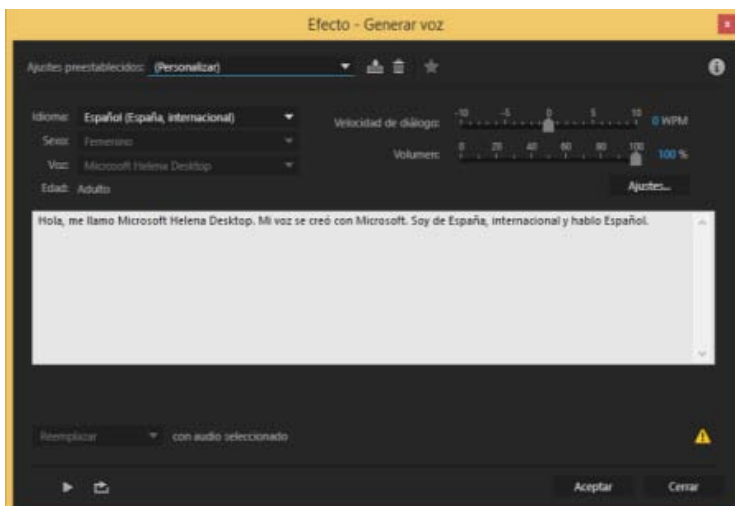 Efecto - Generar voz
Ajustes preestablecidos: (Personalizar)
Idioma: Español (España, internacional)
Velocidad de diálogo: -10 -5 0 5 10 0 WPM
Sexo: Femenino
Voz: Microsoft Helena Desktop
Volumen: 0 20 40 60 80 100 100 %
Edad: Adulto
Ajustes...
Hola, me llamo Microsoft Helena Desktop. Mi voz se creó con Microsoft. Soy de España, internacional y hablo Español.
Reemplazar con audio seleccionado
Aceptar Cerrar